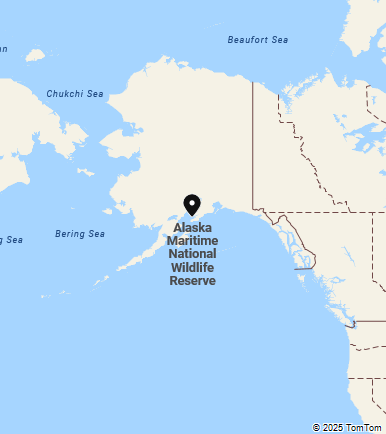 Beaufort Sea
an
Chukchi Sea
Bering Sea
g Sea
Alaska
Maritime
National
Wildlife
Reserve
© 2025 TomTom